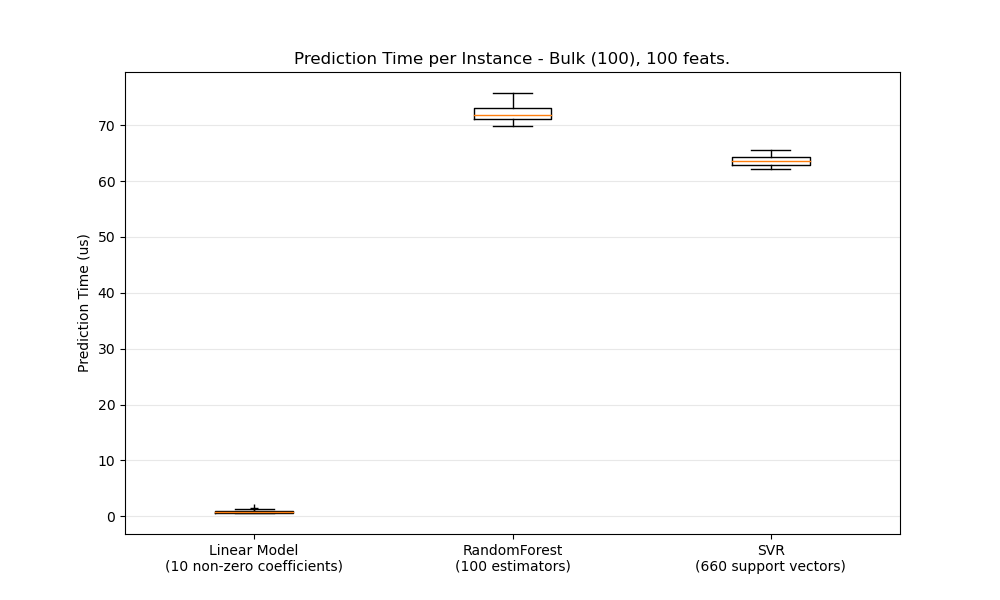 Prediction Time per Instance - Bulk (100), 100 feats.
Prediction Time (us)
70
60
50
40
30
20
10
0
Linear Model
(10 non-zero coefficients)
RandomForest
(100 estimators)
SVR
(660 support vectors)